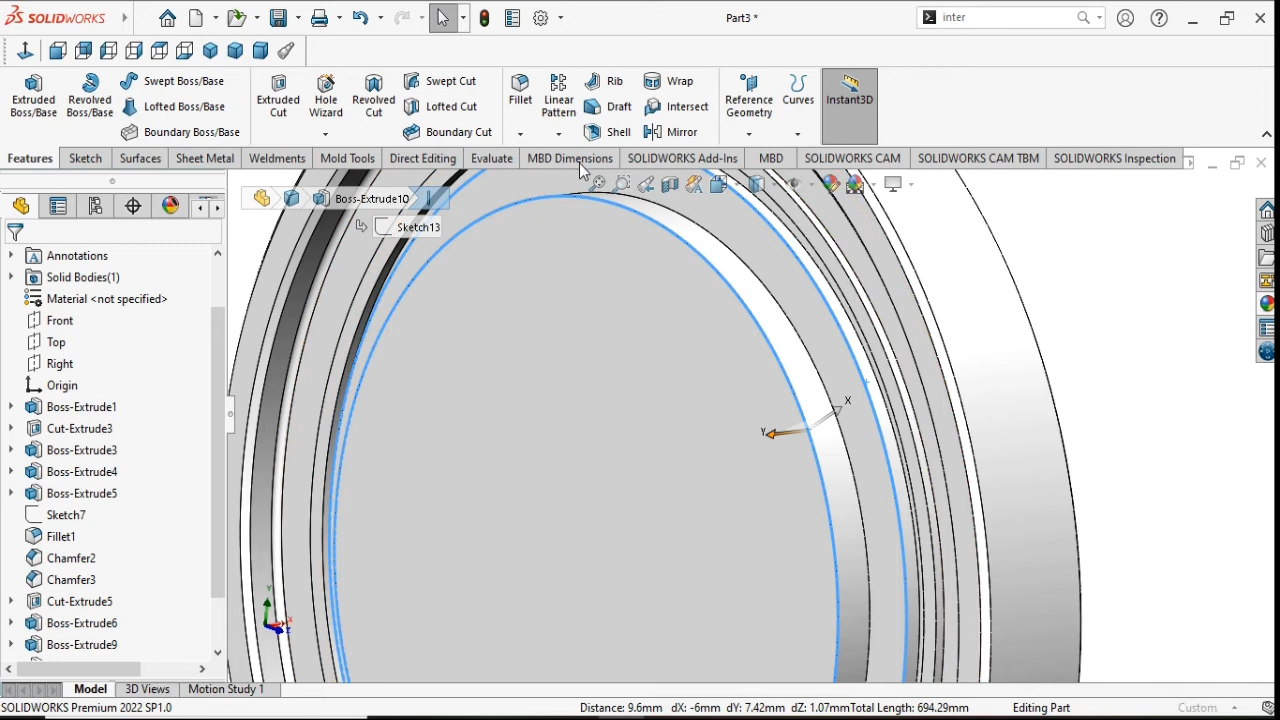 SOLIDWORKS
Part3 *
inter
Extruded Boss/Base
Revolved Boss/Base
Swept Boss/Base
Lofted Boss/Base
Boundary Boss/Base
Extruded Cut
Hole Wizard
Revolved Cut
Swept Cut
Lofted Cut
Boundary Cut
Fillet
Linear Pattern
Rib
Draft
Shell
Wrap
Intersect
Mirror
Reference Geometry
Curves
Instant3D
Features
Sketch
Surfaces
Sheet Metal
Weldments
Mold Tools
Direct Editing
Evaluate
MBD Dimensions
SOLIDWORKS Add-Ins
MBD
SOLIDWORKS CAM
SOLIDWORKS CAM TBM
SOLIDWORKS Inspection
Boss-Extrude10
Sketch13
Annotations
Solid Bodies(1)
Material <not specified>
Front
Top
Right
Origin
Boss-Extrude1
Cut-Extrude3
Boss-Extrude3
Boss-Extrude4
Boss-Extrude5
Sketch7
Fillet1
Chamfer2
Chamfer3
Cut-Extrude5
Boss-Extrude6
Boss-Extrude9
X
Y
Y
X
Z
Model
3D Views
Motion Study 1
SOLIDWORKS Premium 2022 SP1.0
Distance: 9.6mm dX: -6mm dY: 7.42mm dZ: 1.07mmTotal Length: 694.29mm
Editing Part
Custom